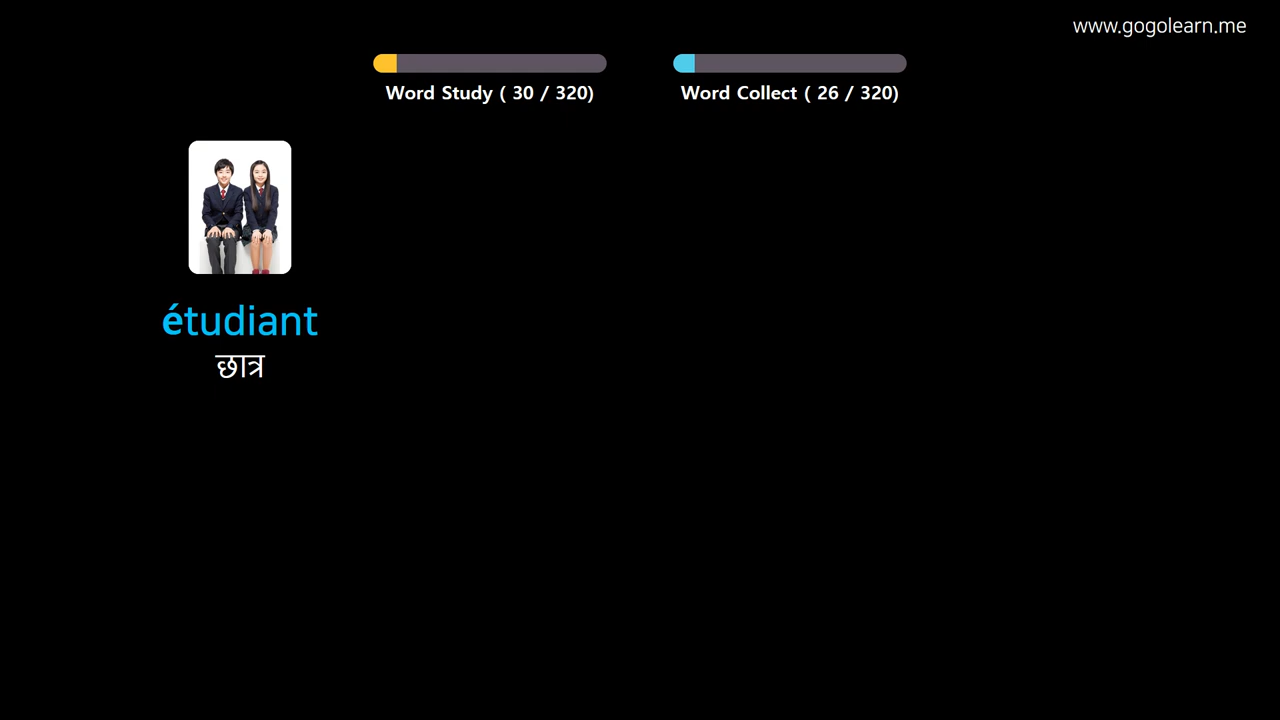 www.gogolearn.me
Word Study ( 30 / 320)
Word Collect ( 26 / 320)
étudiant
छात्र